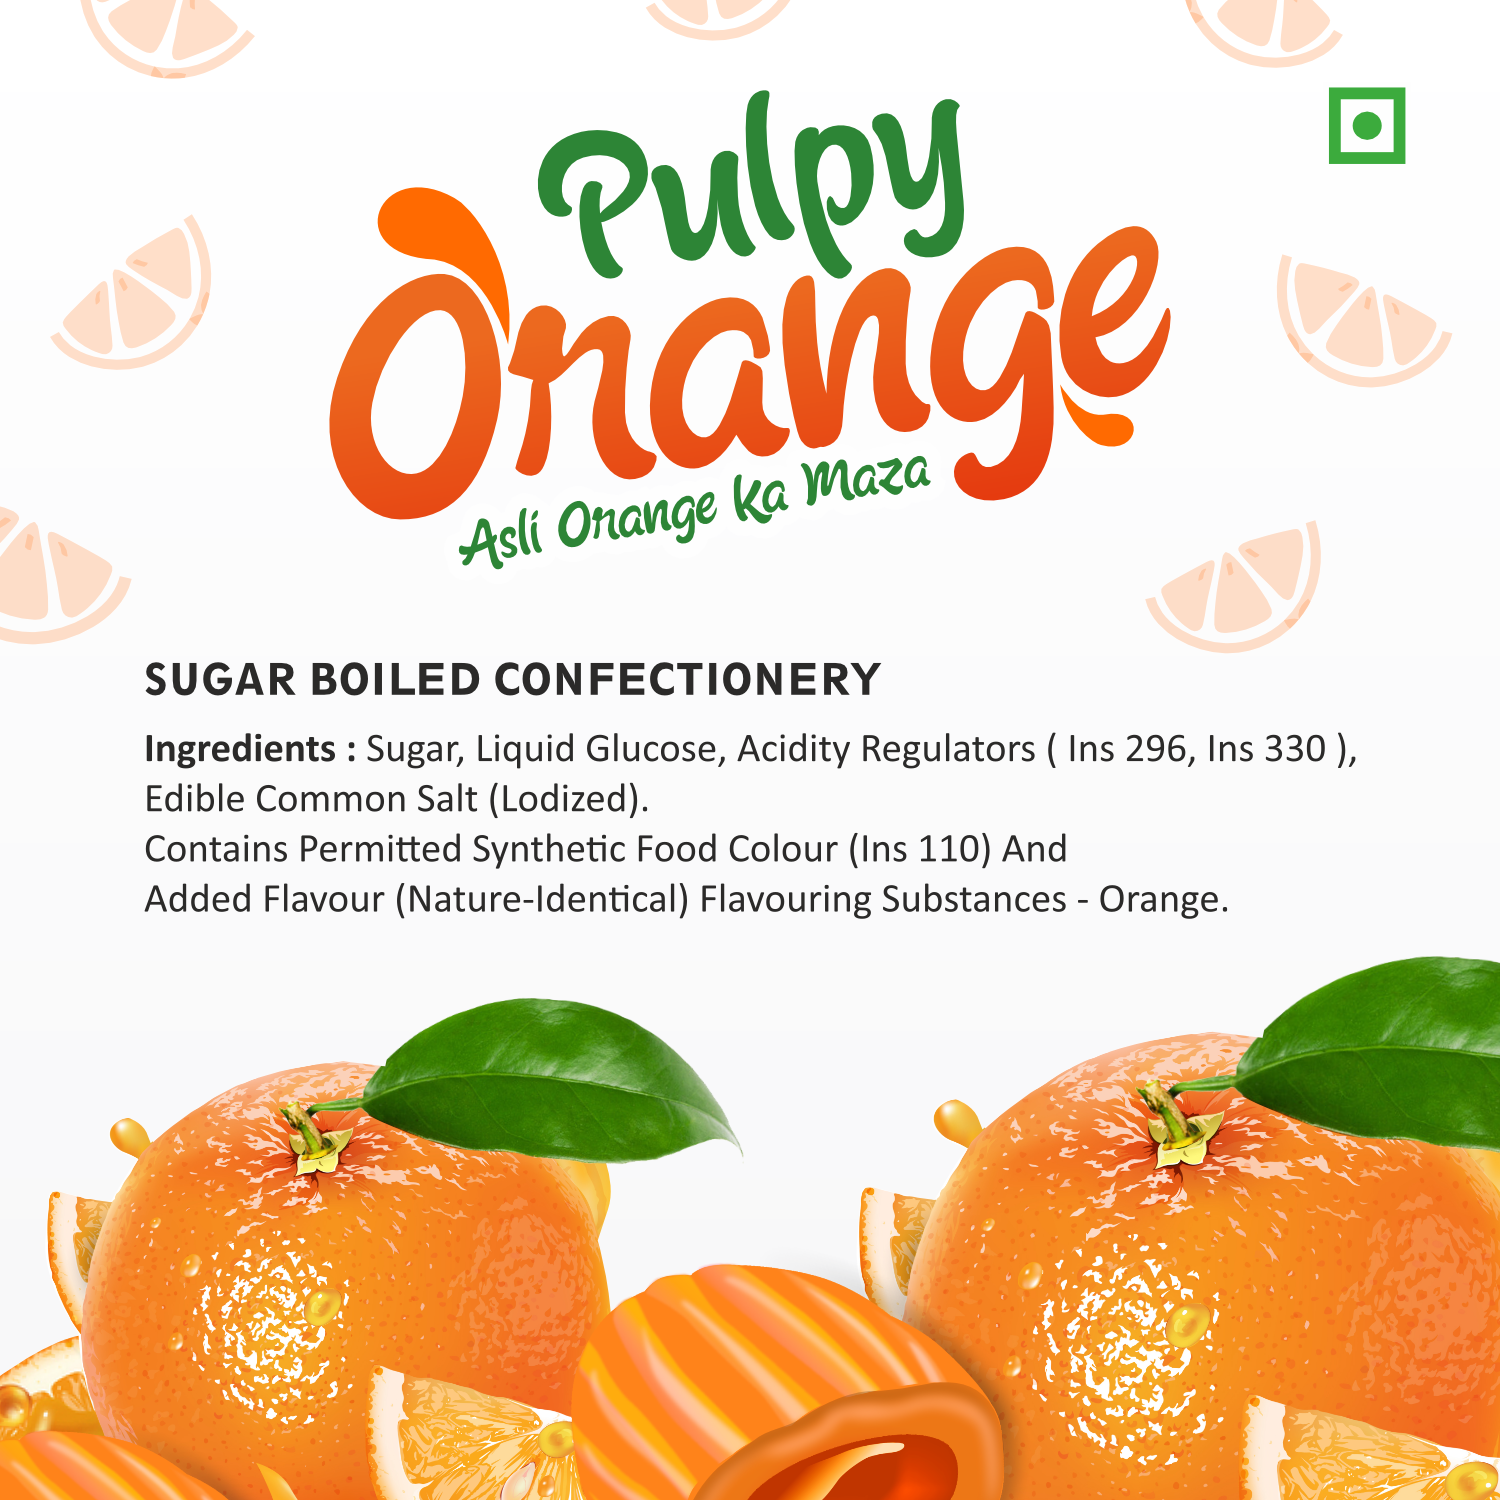 Pulpy
Orange
Asli Orange Ka Maza
SUGAR BOILED CONFECTIONERY
Ingredients : Sugar, Liquid Glucose, Acidity Regulators ( Ins 296, Ins 330 ),
Edible Common Salt (Lodized).
Contains Permitted Synthetic Food Colour (Ins 110) And
Added Flavour (Nature-Identical) Flavouring Substances - Orange.